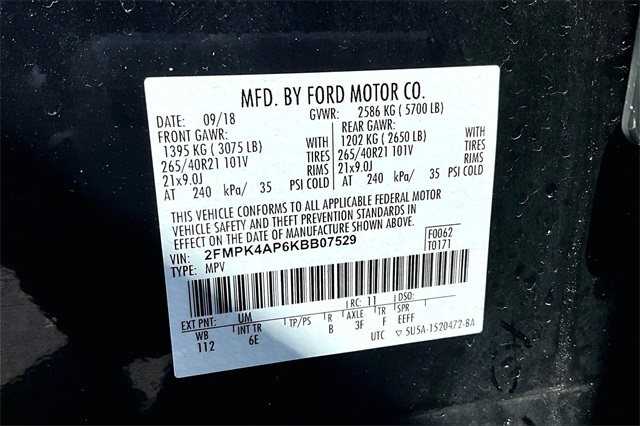 MFD. BY FORD MOTOR CO.
DATE: 09/18 GVWR: 2586 KG ( 5700 LB)
FRONT GAWR: REAR GAWR:
1395 KG ( 3075 LB) WITH 1202 KG ( 2650 LB) WITH
265/40R21 101V TIRES 265/40R21 101V TIRES
21x9.0J RIMS 21x9.0J RIMS
AT 240 kPa/ 35 PSI COLD AT 240 kPa/ 35 PSI COLD
THIS VEHICLE CONFORMS TO ALL APPLICABLE FEDERAL MOTOR
VEHICLE SAFETY AND THEFT PREVENTION STANDARDS IN
EFFECT ON THE DATE OF MANUFACTURE SHOWN ABOVE.
VIN: 2FMPK4AP6KBB07529 F0062
TYPE: MPV T0171
EXT PNT: UM RC: 11 DSO:
WB INT TR TP/PS R AXLE TR SPR
112 6E B 3F F EEFF
UTC ▽ 5U5A-1520472-BA